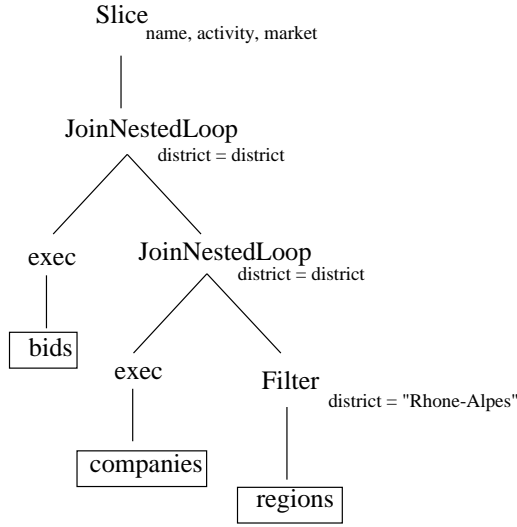 Slice
name, activity, market
JoinNestedLoop
district = district
exec
JoinNestedLoop
district = district
bids
exec
Filter
district = "Rhone-Alpes"
companies
regions